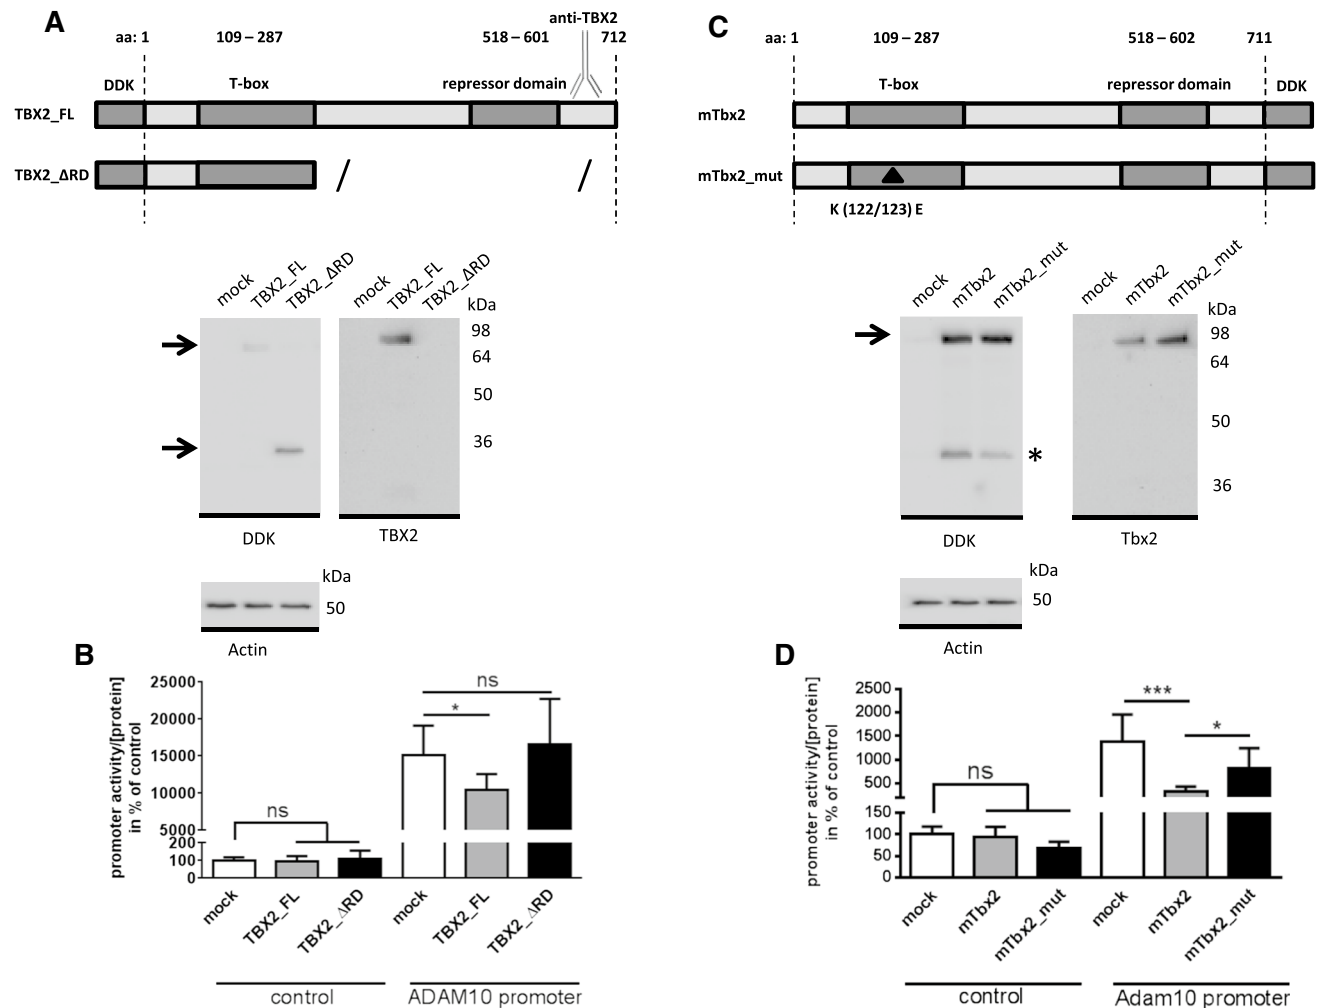 A
anti-TBX2
aa: 1 109 – 287 518 – 601 712
DDK T-box repressor domain
TBX2_FL
TBX2_ΔRD
mock TBX2_FL TBX2_ΔRD mock TBX2_FL TBX2_ΔRD
kDa
98
64
50
36
DDK TBX2
kDa
50
Actin
B
promoter activity/[protein]
in % of control
25000
20000
15000
10000
5000
200
100
0
ns
ns
*
mock TBX2_FL TBX2_ΔRD mock TBX2_FL TBX2_ΔRD
control ADAM10 promoter
C
aa: 1 109 – 287 518 – 602 711
T-box repressor domain DDK
mTbx2
mTbx2_mut
K (122/123) E
mock mTbx2 mTbx2_mut mock mTbx2 mTbx2_mut
kDa
98
64
50
*
36
DDK Tbx2
kDa
50
Actin
D
promoter activity/[protein]
in % of control
2500
2000
1500
1000
500
150
100
50
0
ns
***
*
mock mTbx2 mTbx2_mut mock mTbx2 mTbx2_mut
control Adam10 promoter